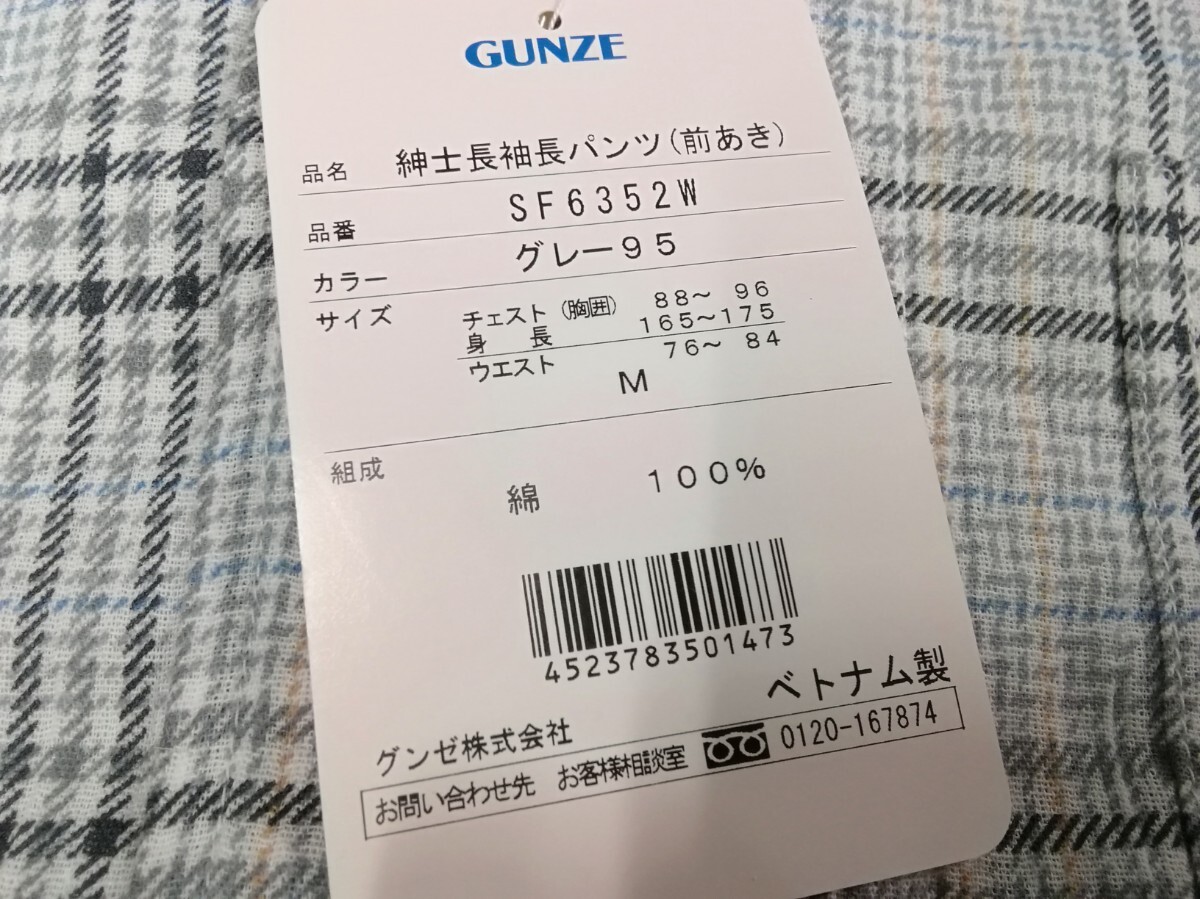 GUNZE
品名 紳士長袖長パンツ(前あき)
品番 SF6352W
カラー グレー95
サイズ チェスト(胸囲) 88～ 96
身長 165～175
ウエスト 76～ 84
M
組成
綿 100%
4523783501473
ベトナム製
グンゼ株式会社
お問い合わせ先 お客様相談室 0120-167874